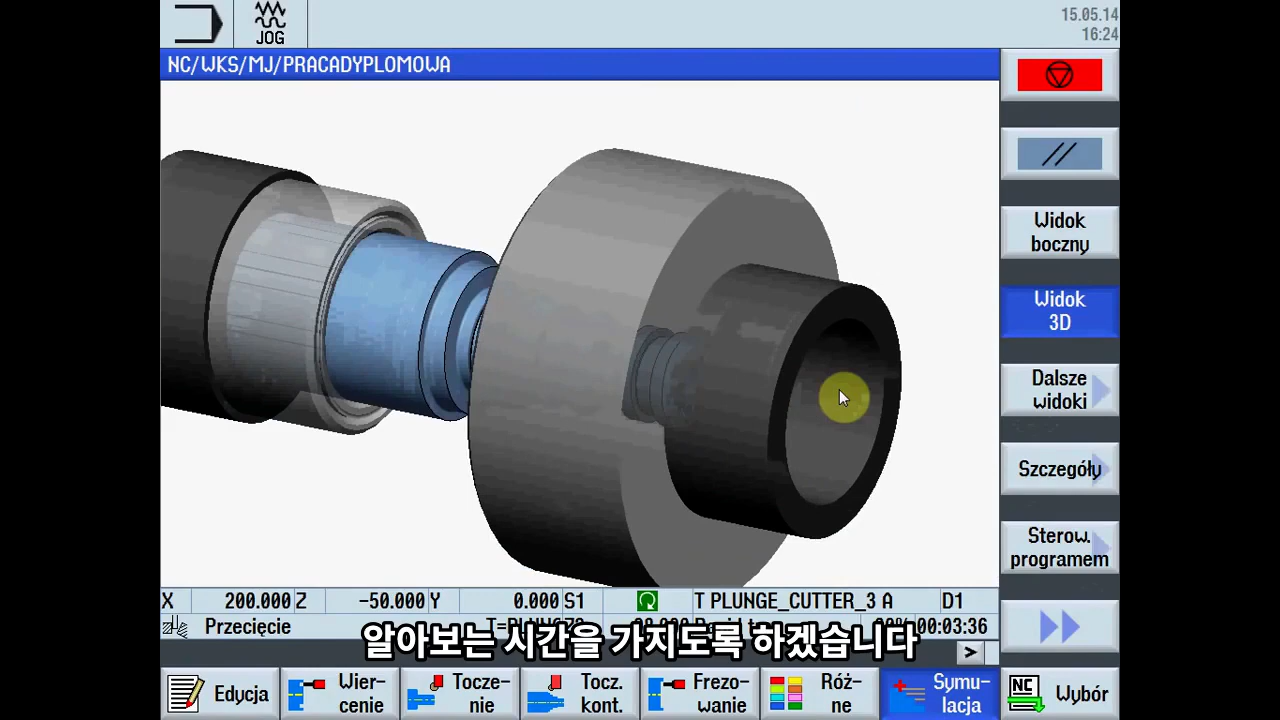 JOG
15.05.14
16:24
NC/WKS/MJ/PRACADYPLOMOWA
Widok
boczny
Widok
3D
Dalsze
widoki
Szczegóły
Sterow.
programem
X 200.000 Z -50.000 Y 0.000 S1 T PLUNGE_CUTTER_3 A D1
Przecięcie 00:03:36
알아보는 시간을 가지도록 하겠습니다
>
Edycja
Wier-
cenie
Tocze-
nie
Tocz.
kont.
Frezo-
wanie
Róż-
ne
Symu-
lacja
NC
Wybór